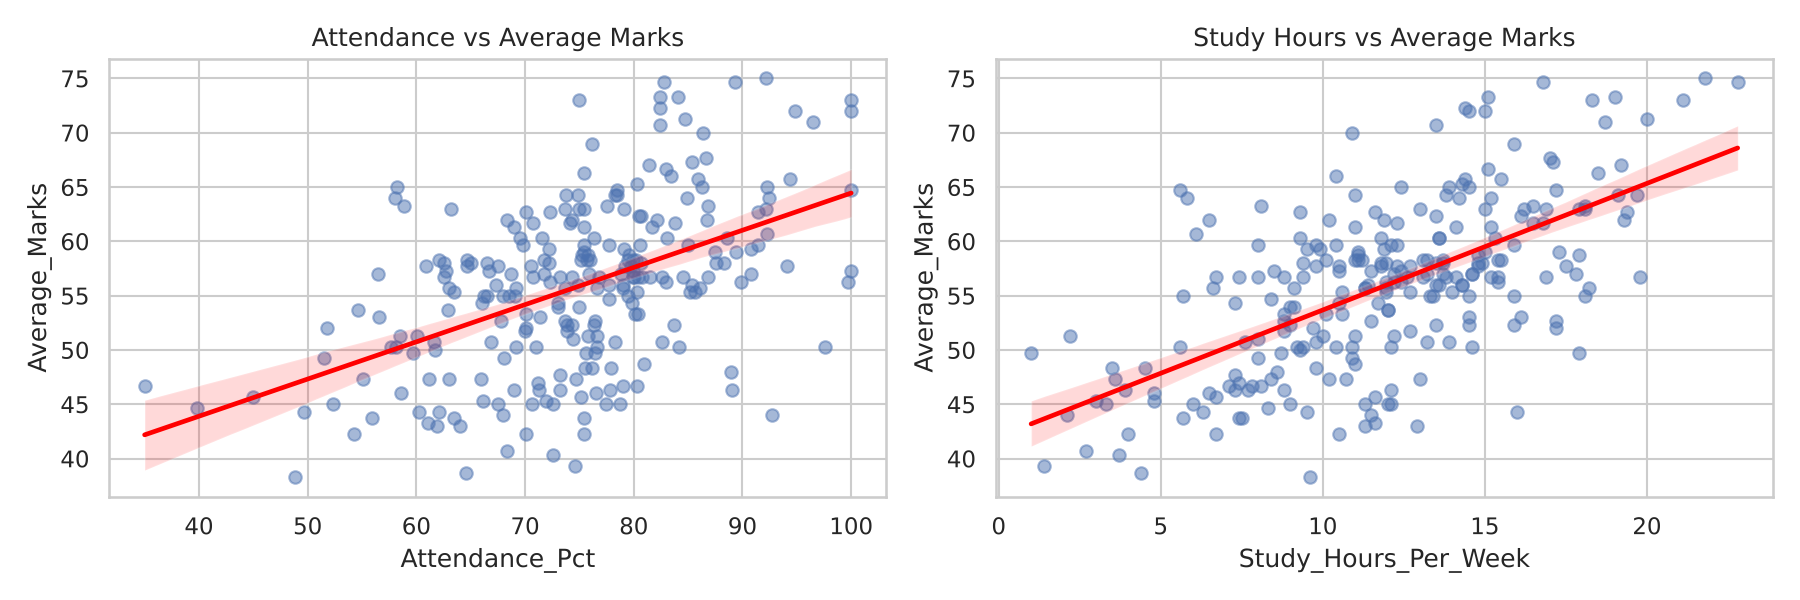 Attendance vs Average Marks
75
70
65
60
55
50
45
40
Average_Marks
40 50 60 70 80 90 100
Attendance_Pct
Study Hours vs Average Marks
75
70
65
60
55
50
45
40
Average_Marks
0 5 10 15 20
Study_Hours_Per_Week